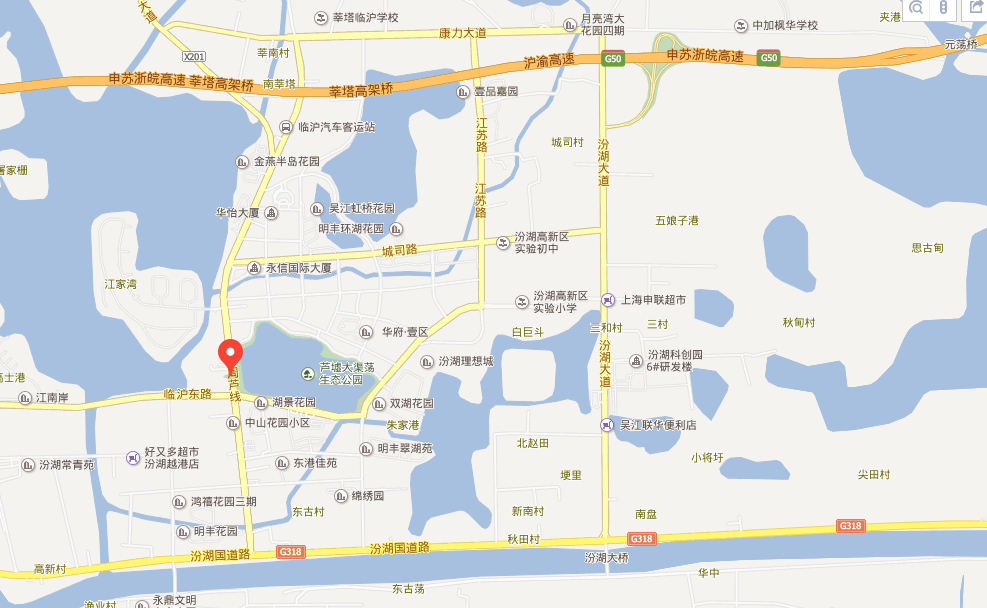 大道
莘塔临沪学校
康力大道
月亮湾大
花园四期
中加枫华学校
夹港
元荡桥
莘南村
X201
沪渝高速
G50
申苏浙皖高速
G50
申苏浙皖高速
莘塔高架桥
南莘塔
莘塔高架桥
壹品嘉园
临沪汽车客运站
江苏路
城司村
汾湖大道
金燕半岛花园
屠家栅
江苏路
华怡大厦
吴江虹桥花园
明丰环湖花园
五娘子港
汾湖高新区
实验初中
思古甸
城司路
永信国际大厦
江家湾
汾湖高新区
实验小学
上海申联超市
华府·壹区
白巨斗
三和村
三村
秋甸村
汾湖大道
汾湖理想城
汾湖科创园
6#研发楼
芦墟大渠荡
生态公园
高士港
芦线
江南岸
临沪东路
湖景花园
双湖花园
中山花园小区
朱家港
吴江联华便利店
北赵田
好又多超市
汾湖越港店
明丰翠湖苑
小将圩
汾湖常青苑
东港佳苑
埂里
尖田村
鸿禧花园三期
绵绣园
东古村
新南村
南盘
明丰花园
秋田村
G318
G318
汾湖国道路
G318
汾湖国道路
汾湖大桥
高新村
华中
东古荡
渔业村
永鼎文明